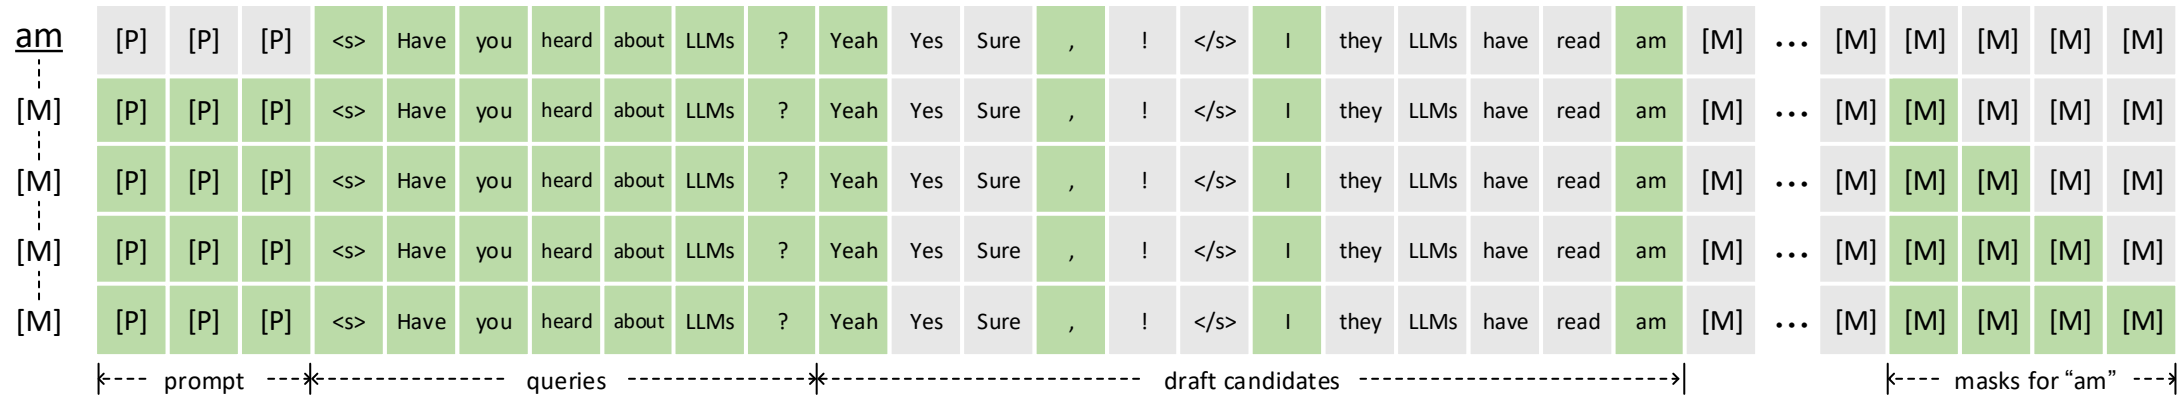 am [P] [P] [P] <s> Have you heard about LLMs ? Yeah Yes Sure , ! </s> I they LLMs have read am [M] ... [M] [M] [M] [M] [M]
[M] [P] [P] [P] <s> Have you heard about LLMs ? Yeah Yes Sure , ! </s> I they LLMs have read am [M] ... [M] [M] [M] [M] [M]
[M] [P] [P] [P] <s> Have you heard about LLMs ? Yeah Yes Sure , ! </s> I they LLMs have read am [M] ... [M] [M] [M] [M] [M]
[M] [P] [P] [P] <s> Have you heard about LLMs ? Yeah Yes Sure , ! </s> I they LLMs have read am [M] ... [M] [M] [M] [M] [M]
[M] [P] [P] [P] <s> Have you heard about LLMs ? Yeah Yes Sure , ! </s> I they LLMs have read am [M] ... [M] [M] [M] [M] [M]
prompt queries draft candidates masks for “am”